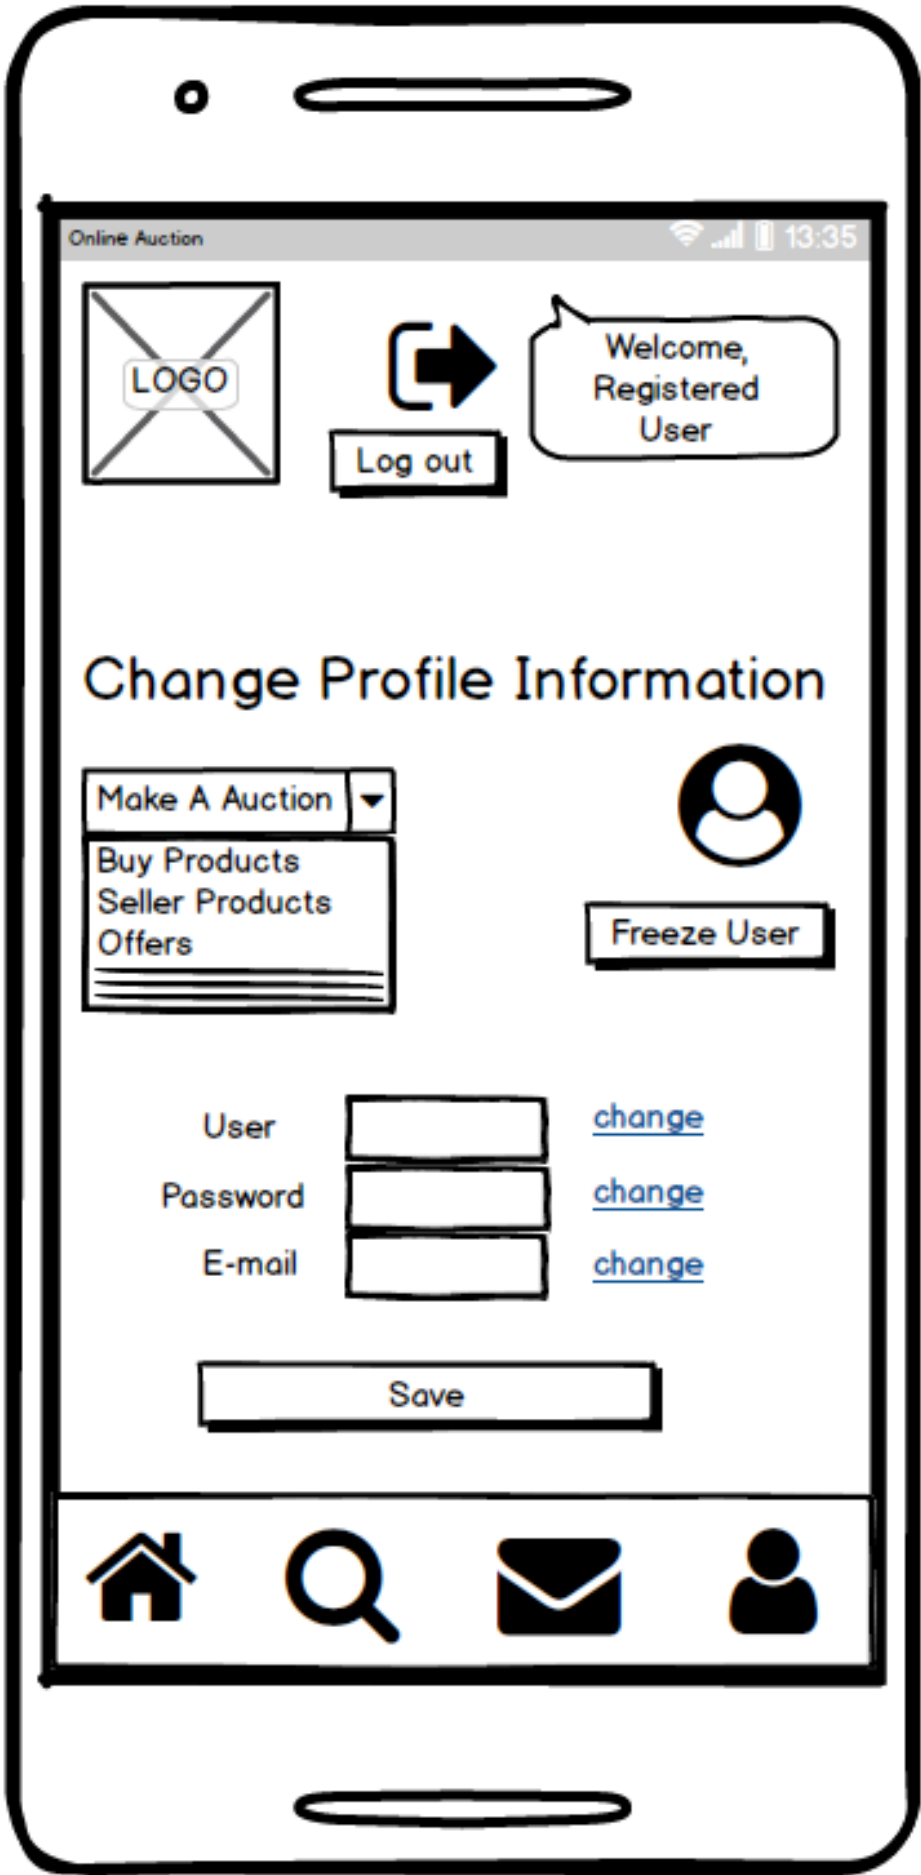 Online Auction
13:35
LOGO
Log out
Welcome,
Registered
User
Change Profile Information
Make A Auction
Buy Products
Seller Products
Offers
Freeze User
User
change
Password
change
E-mail
change
Save